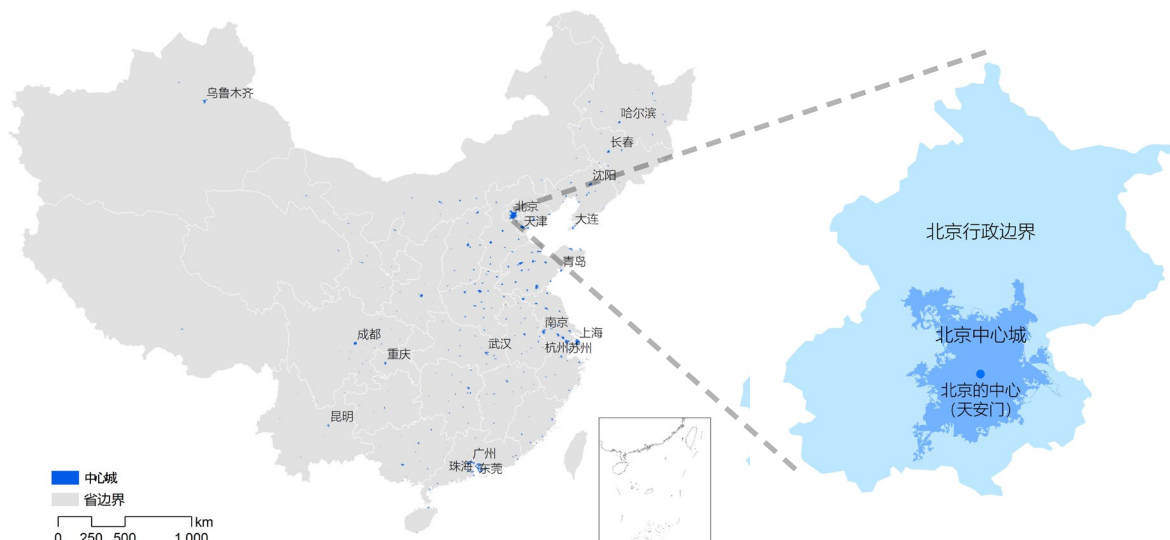 乌鲁木齐
哈尔滨
长春
沈阳
北京
天津
大连
青岛
南京
上海
杭州
苏州
武汉
成都
重庆
昆明
广州
珠海
东莞
中心城
省边界
km
0 250 500 1,000
北京行政边界
北京中心城
北京的中心
(天安门)